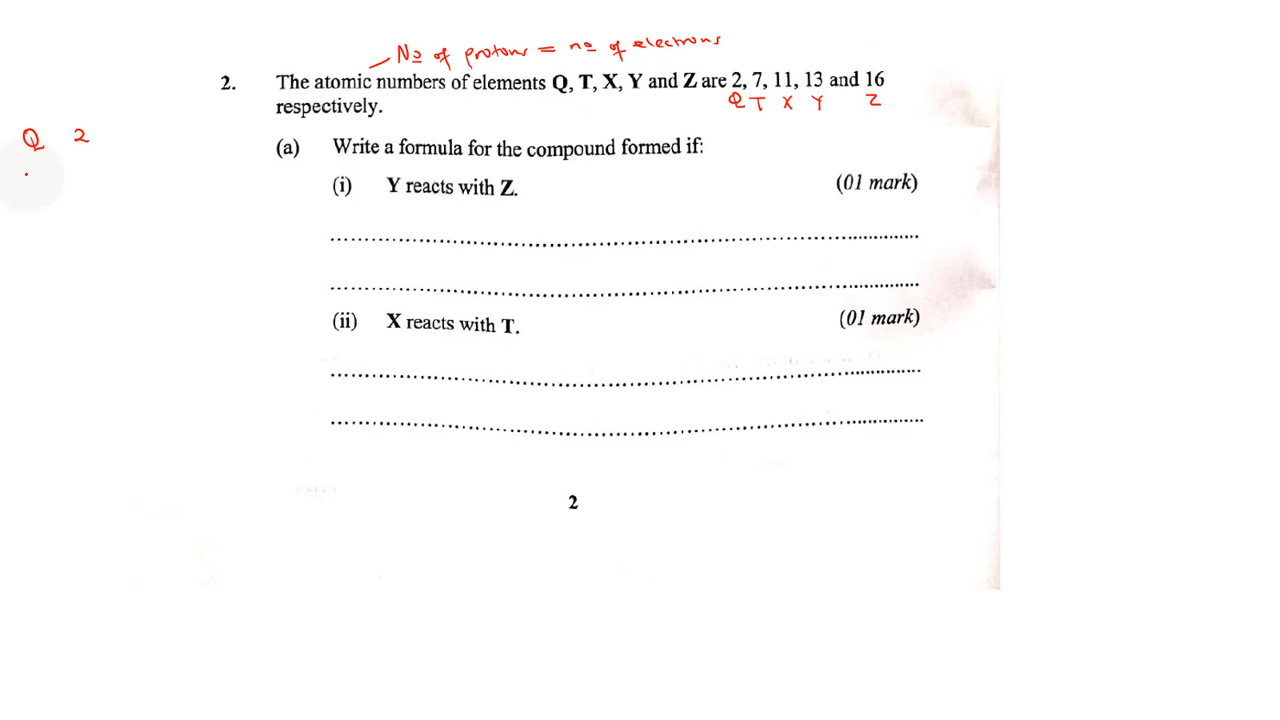 No of protons = no of electrons
2. The atomic numbers of elements Q, T, X, Y and Z are 2, 7, 11, 13 and 16
Q T X Y Z
respectively.
Q 2
(a) Write a formula for the compound formed if:
(i) Y reacts with Z. (01 mark)
(ii) X reacts with T. (01 mark)
2